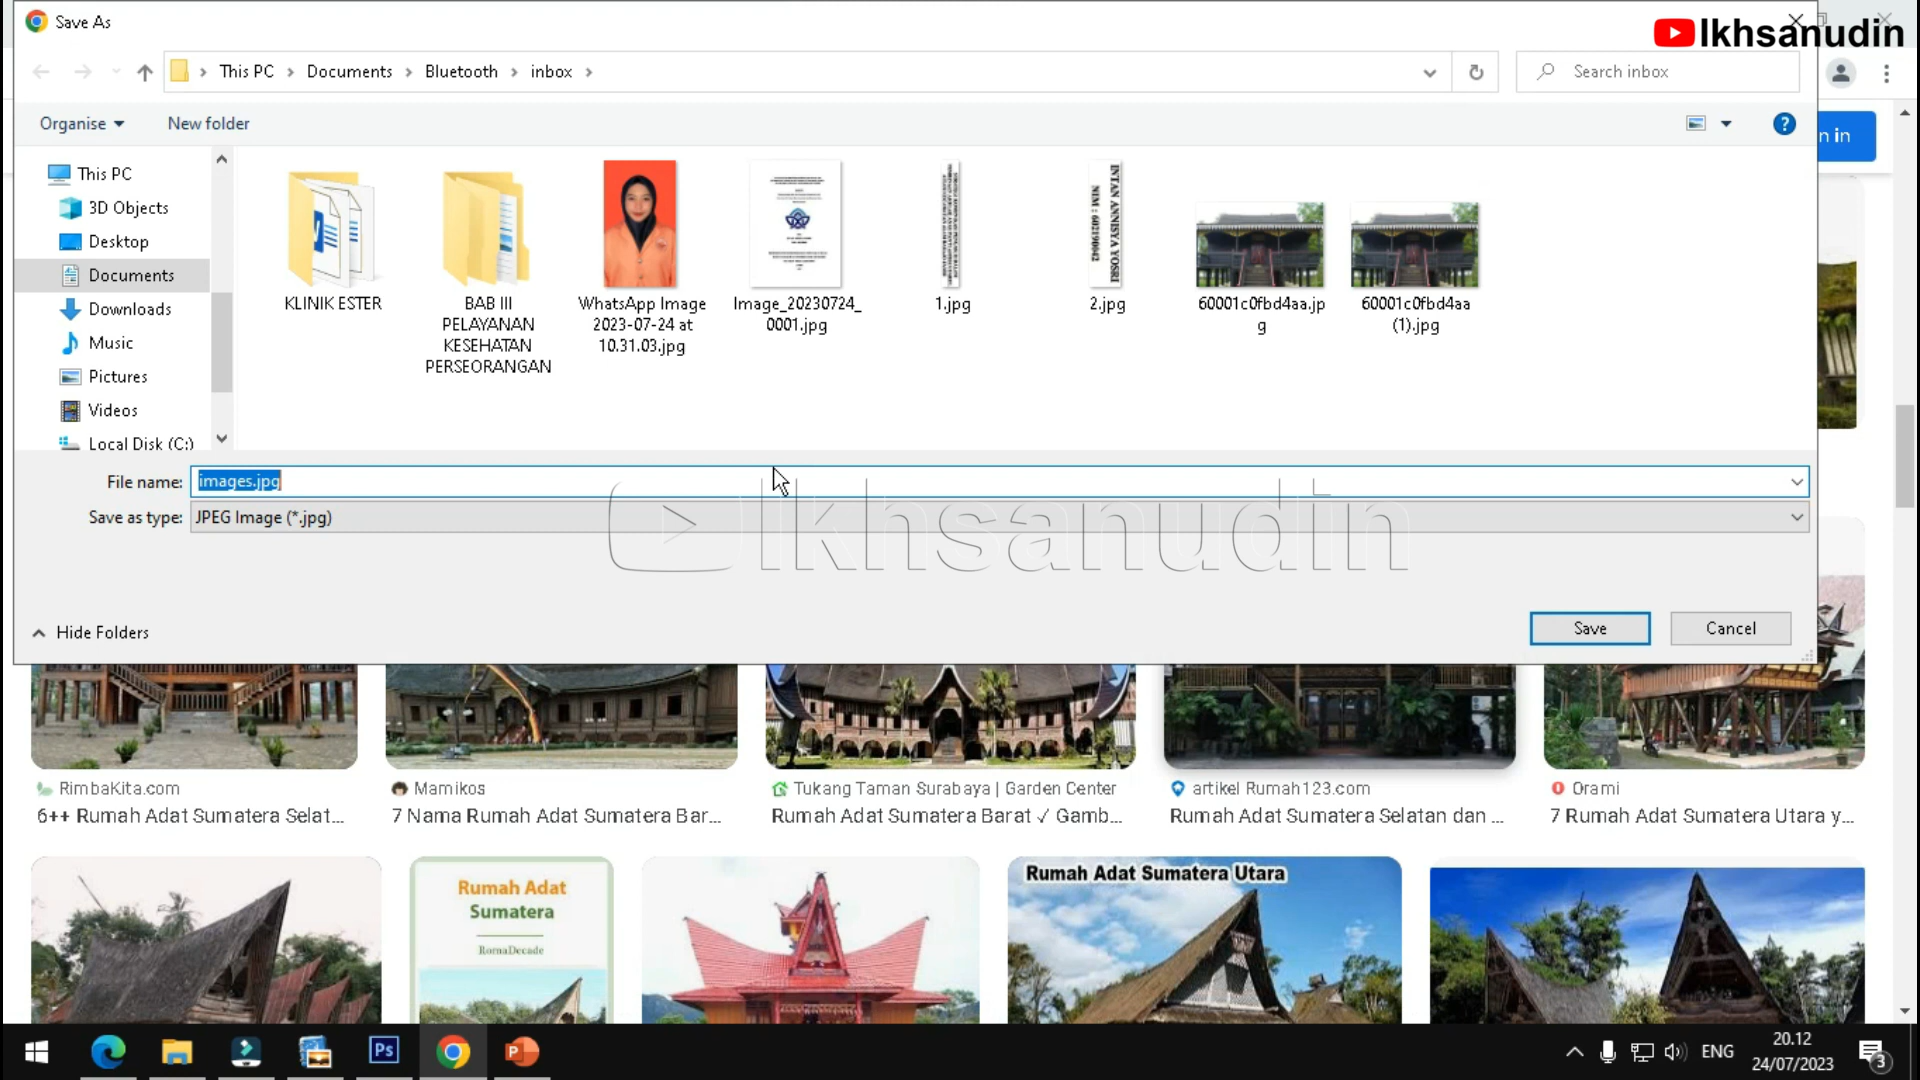 Save As
Ikhsanudin
This PC
Documents
Bluetooth
inbox
Search inbox
Organise
New folder
n in
This PC
3D Objects
Desktop
Documents
Downloads
Music
Pictures
Videos
Local Disk (C:)
KLINIK ESTER
BAB III
PELAYANAN
KESEHATAN
PERSEORANGAN
WhatsApp Image
2023-07-24 at
10.31.03.jpg
Image_20230724_
0001.jpg
1.jpg
INTAN ANNISYA YOSRI
NIM : 602190042
2.jpg
60001c0fbd4aa.jp
g
60001c0fbd4aa
(1).jpg
File name:
images.jpg
Save as type:
JPEG Image (*.jpg)
Ikhsanudin
Hide Folders
Save
Cancel
RimbaKita.com
6++ Rumah Adat Sumatera Selat...
Mamikos
7 Nama Rumah Adat Sumatera Bar...
Tukang Taman Surabaya | Garden Center
Rumah Adat Sumatera Barat ✓ Gamb...
artikel Rumah123.com
Rumah Adat Sumatera Selatan dan ...
Orami
7 Rumah Adat Sumatera Utara y...
Rumah Adat
Sumatera
RomaDecade
Rumah Adat Sumatera Utara
Ps
P
ENG
20.12
24/07/2023
3